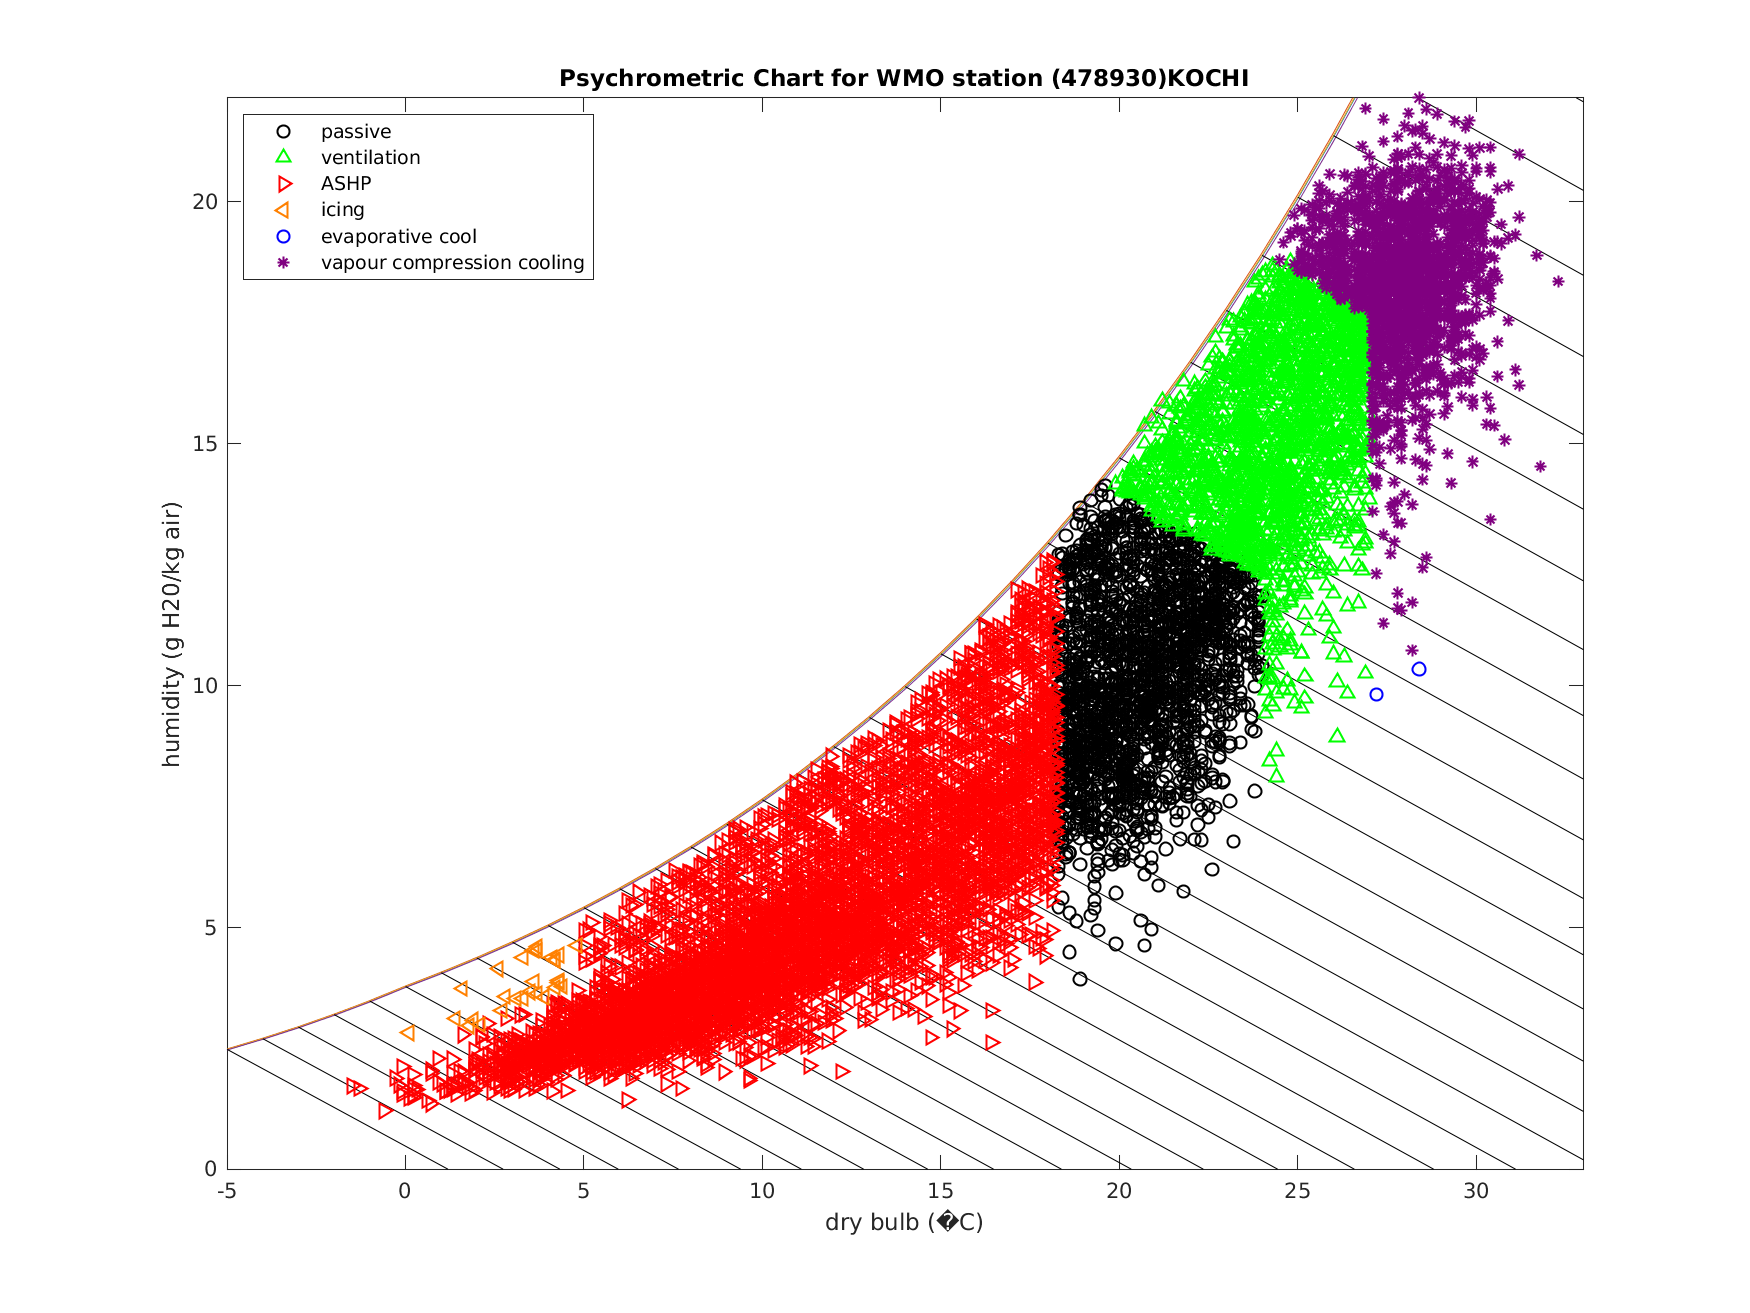 Psychrometric Chart for WMO station (478930)KOCHI
passive
ventilation
ASHP
icing
evaporative cool
vapour compression cooling
humidity (g H20/kg air)
20
15
10
5
0
-5 0 5 10 15 20 25 30
dry bulb (�C)